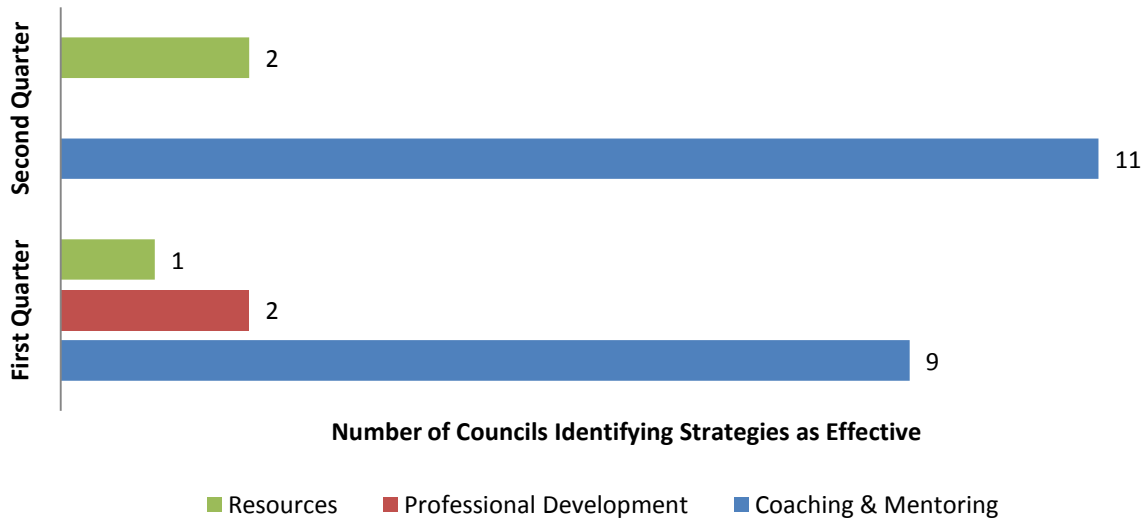 Second Quarter
2
11
First Quarter
1
2
9
Number of Councils Identifying Strategies as Effective
Resources
Professional Development
Coaching & Mentoring